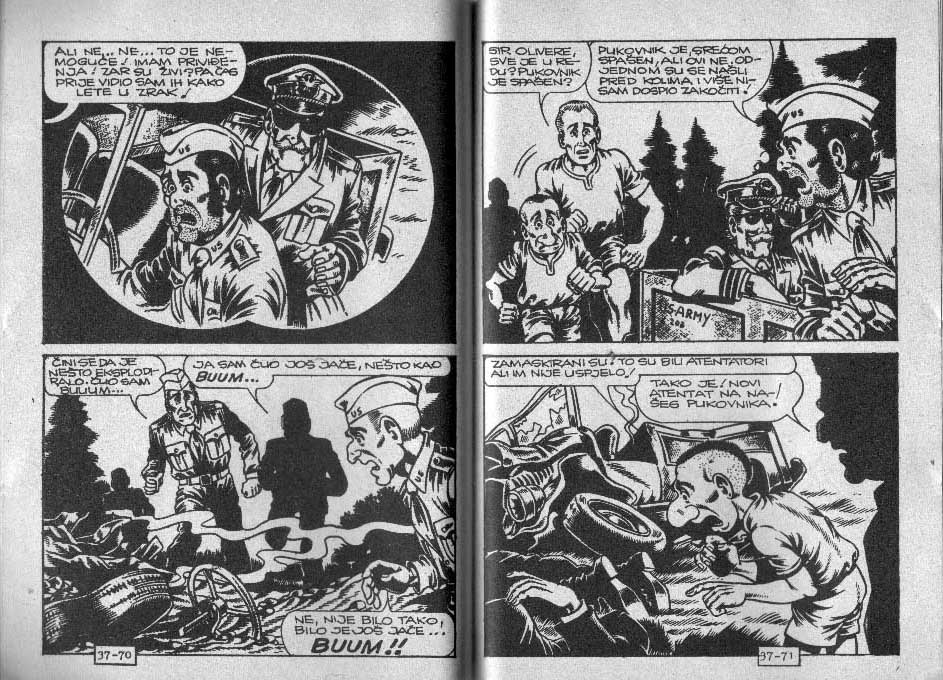 ALI NE,.. NE... TO JE NE-
MOGUĆE! IMAM PRIVIĐE-
NJA! ZAR SU ŽIVI? PA ČAS
PRIJE VIDIO SAM IH KAKO
LETE U ZRAK!
US
US
ČINI SE DA JE
NEŠTO EKSPLODI-
RALO. ČUO SAM
BUUUM...
JA SAM ČUO JOŠ JAČE, NEŠTO KAO
BUUM...
US
US
NE, NIJE BILO TAKO,
BILO JE JOŠ JAČE...
BUUM!!
37-70
SIR OLIVERE,
SVE JE U RE-
DU? PUKOVNIK
JE SPAŠEN?
PUKOVNIK JE, SREĆOM
SPAŠEN, ALI OVI NE, OD-
JEDNOM SU SE NAŠLI
PRED KOLIMA, I VIŠE NI-
SAM DOSPIO ZAKOČITI!
US
S-ARMY
ZAMASKIRANI SU! TO SU BILI ATENTATORI
ALI IM NIJE USPJELO!
TAKO JE! NOVI
ATENTAT NA NA-
ŠEG PUKOVNIKA!
37-71